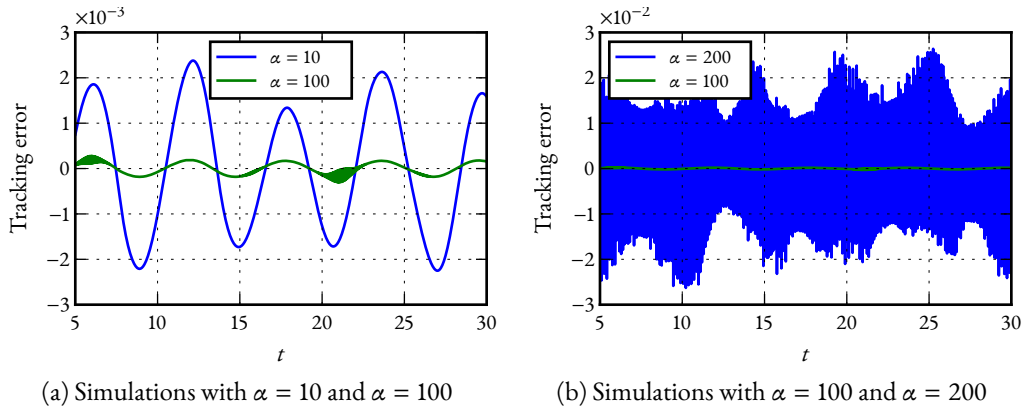 ×10⁻³
3
2
1
0
−1
−2
−3
Tracking error
α = 10
α = 100
5 10 15 20 25 30
t
(a) Simulations with α = 10 and α = 100
×10⁻²
3
2
1
0
−1
−2
−3
Tracking error
α = 200
α = 100
5 10 15 20 25 30
t
(b) Simulations with α = 100 and α = 200